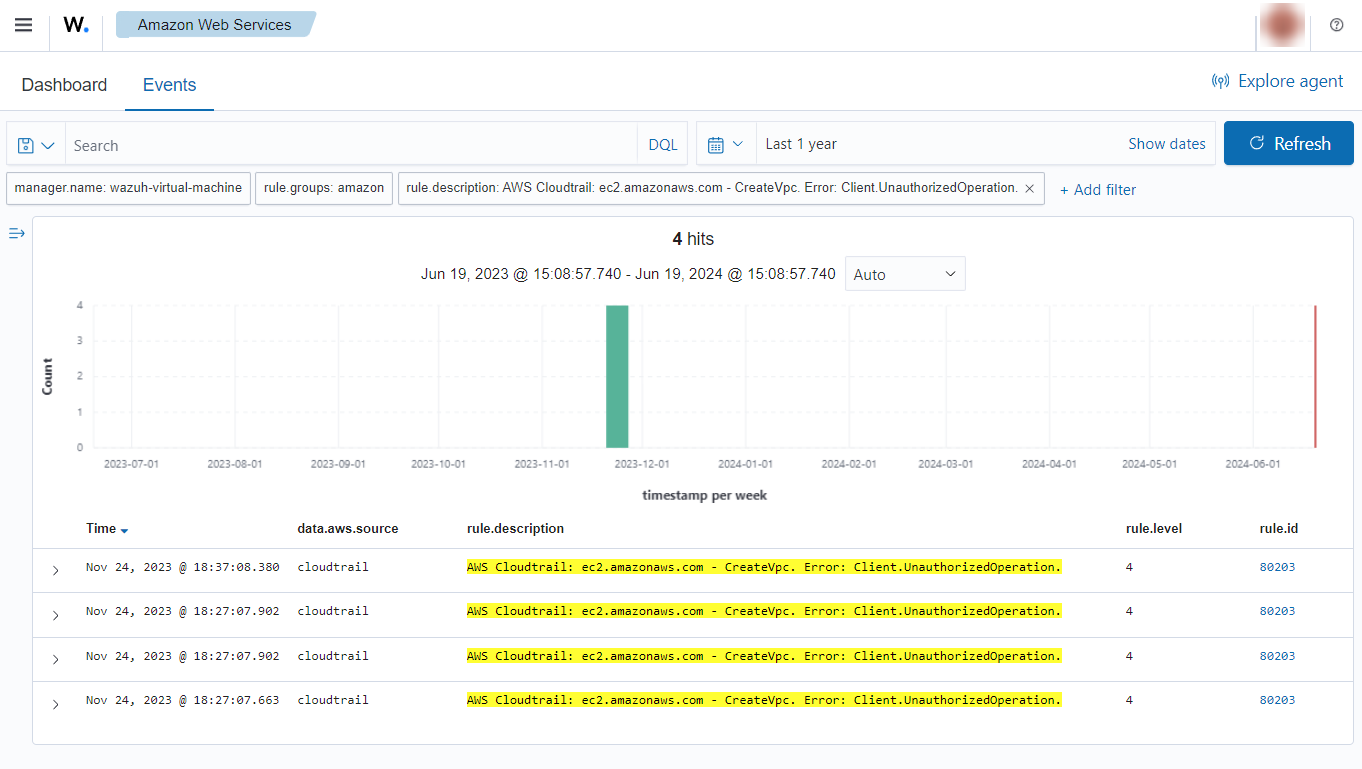 W. Amazon Web Services
Dashboard Events Explore agent
Search DQL Last 1 year Show dates Refresh
manager.name: wazuh-virtual-machine rule.groups: amazon rule.description: AWS Cloudtrail: ec2.amazonaws.com - CreateVpc. Error: Client.UnauthorizedOperation. × + Add filter
4 hits
Jun 19, 2023 @ 15:08:57.740 - Jun 19, 2024 @ 15:08:57.740 Auto
4
3
2
1
0
Count
2023-07-01 2023-08-01 2023-09-01 2023-10-01 2023-11-01 2023-12-01 2024-01-01 2024-02-01 2024-03-01 2024-04-01 2024-05-01 2024-06-01
timestamp per week
Time data.aws.source rule.description rule.level rule.id
Nov 24, 2023 @ 18:37:08.380 cloudtrail AWS Cloudtrail: ec2.amazonaws.com - CreateVpc. Error: Client.UnauthorizedOperation. 4 80203
Nov 24, 2023 @ 18:27:07.902 cloudtrail AWS Cloudtrail: ec2.amazonaws.com - CreateVpc. Error: Client.UnauthorizedOperation. 4 80203
Nov 24, 2023 @ 18:27:07.902 cloudtrail AWS Cloudtrail: ec2.amazonaws.com - CreateVpc. Error: Client.UnauthorizedOperation. 4 80203
Nov 24, 2023 @ 18:27:07.663 cloudtrail AWS Cloudtrail: ec2.amazonaws.com - CreateVpc. Error: Client.UnauthorizedOperation. 4 80203